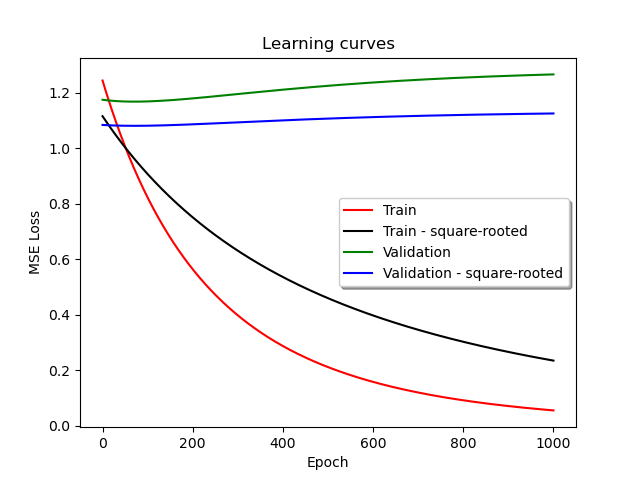 Learning curves
MSE Loss
1.2
1.0
0.8
0.6
0.4
0.2
0.0
Train
Train - square-rooted
Validation
Validation - square-rooted
0 200 400 600 800 1000
Epoch